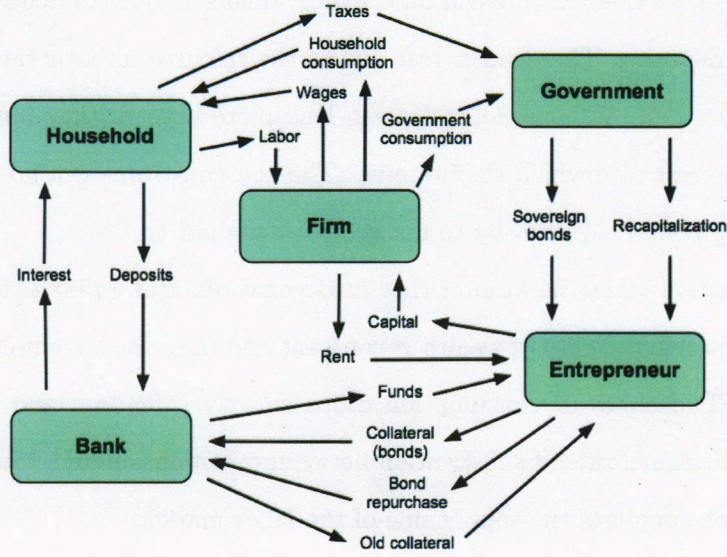 Taxes
Household
consumption
Wages
Government
Household
Labor
Government
consumption
Firm
Sovereign
bonds
Recapitalization
Interest
Deposits
Capital
Rent
Entrepreneur
Funds
Bank
Collateral
(bonds)
Bond
repurchase
Old collateral